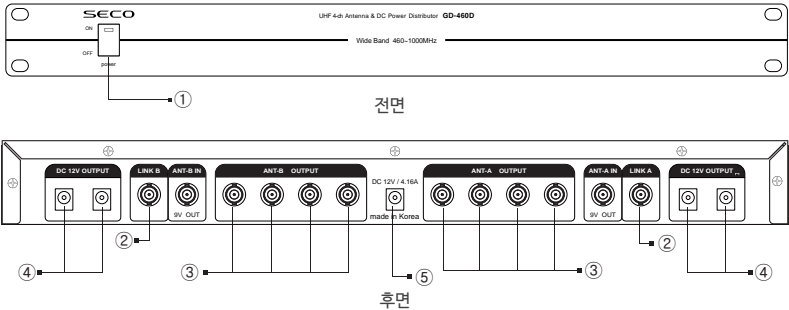 SECO
UHF 4-ch Antenna & DC Power Distributor GD-460D
ON
Wide Band 460~1000MHz
OFF
power
①
전면
DC 12V OUTPUT
LINK B
ANT-B IN
ANT-B OUTPUT
DC 12V / 4.16A
ANT-A OUTPUT
ANT-A IN
LINK A
DC 12V OUTPUT
9V OUT
made in Korea
9V OUT
②
②
④
③
⑤
③
④
후면